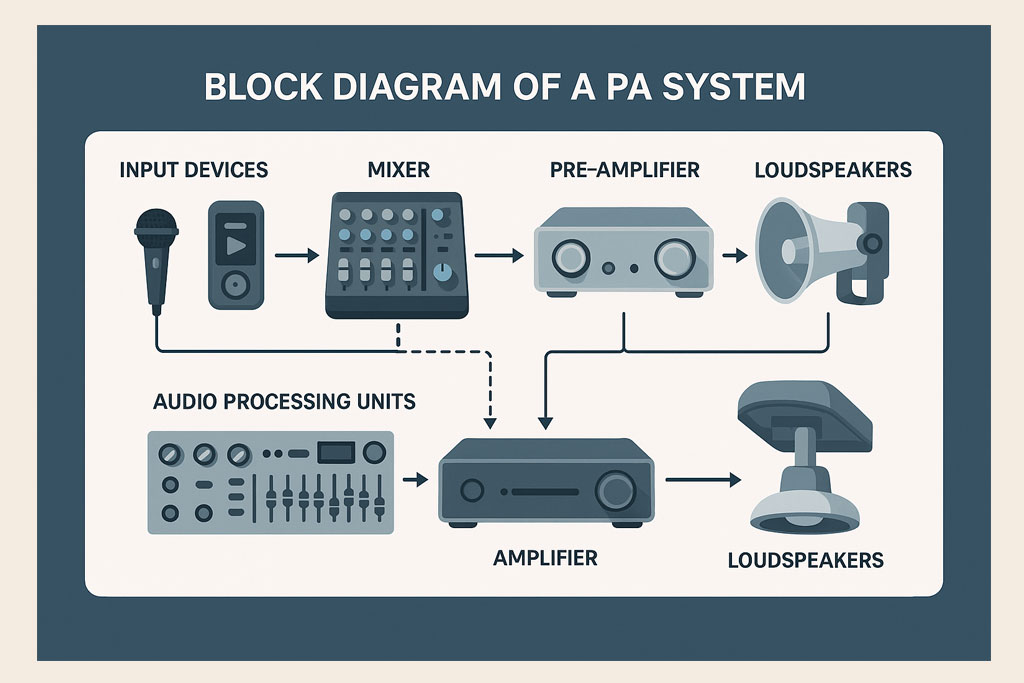 BLOCK DIAGRAM OF A PA SYSTEM
INPUT DEVICES
MIXER
PRE-AMPLIFIER
LOUDSPEAKERS
AUDIO PROCESSING UNITS
AMPLIFIER
LOUDSPEAKERS